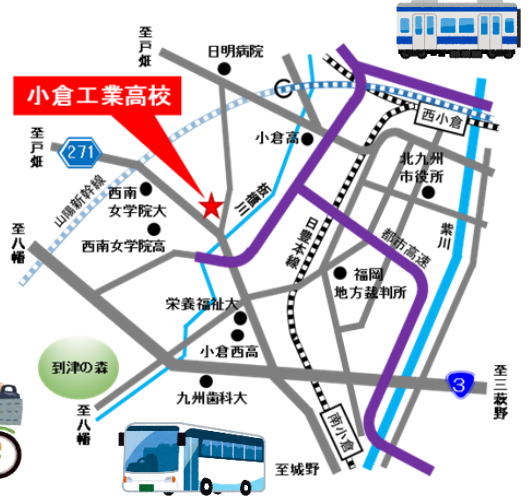 至戸畑
日明病院
小倉工業高校
西小倉
至戸畑
271
小倉高
北九州
市役所
山陽新幹線
西南
女学院大
板櫃川
紫川
至八幡
西南女学院高
日豊本線
都市高速
福岡
地方裁判所
栄養福祉大
小倉西高
到津の森
九州歯科大
3
至三萩野
至八幡
南小倉
至城野